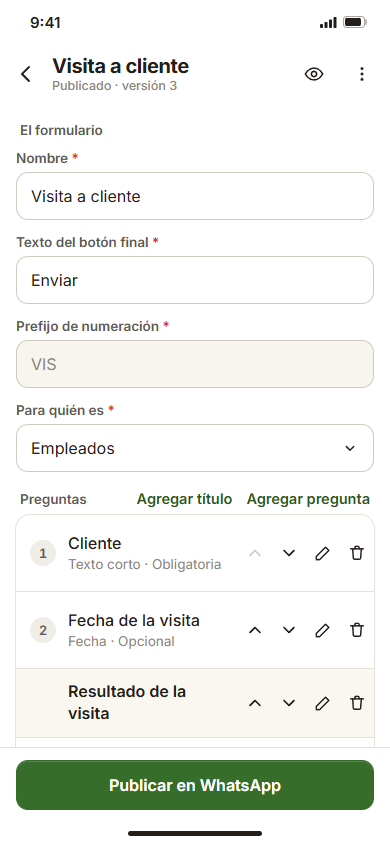 9:41
Visita a cliente
Publicado · versión 3
El formulario
Nombre *
Visita a cliente
Texto del botón final *
Enviar
Prefijo de numeración *
VIS
Para quién es *
Empleados
Preguntas Agregar título Agregar pregunta
1 Cliente
Texto corto · Obligatoria
2 Fecha de la visita
Fecha · Opcional
Resultado de la
visita
Publicar en WhatsApp